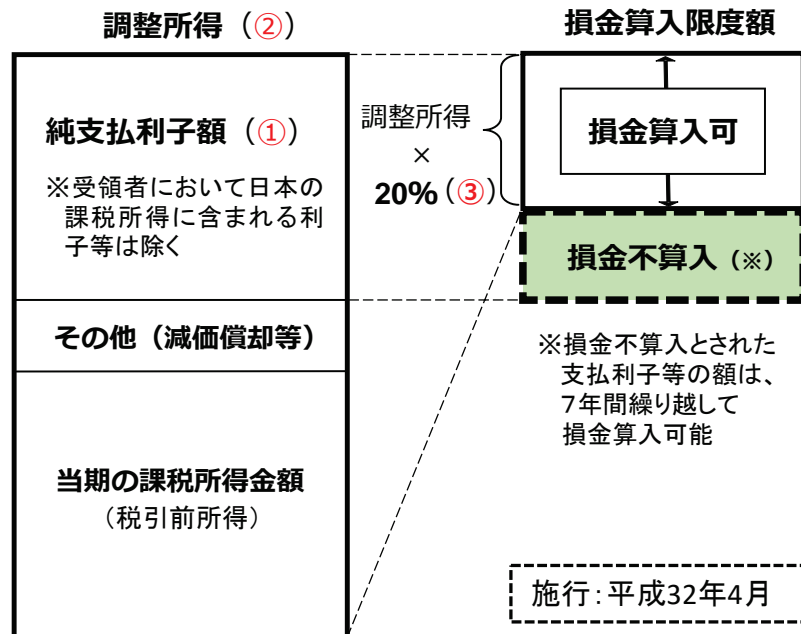 調整所得（②）
純支払利子額（①）
※受領者において日本の
課税所得に含まれる利
子等は除く
その他（減価償却等）
当期の課税所得金額
（税引前所得）
調整所得
×
20%（③）
損金算入限度額
損金算入可
損金不算入（※）
※損金不算入とされた
支払利子等の額は、
７年間繰り越して
損金算入可能
施行：平成32年4月